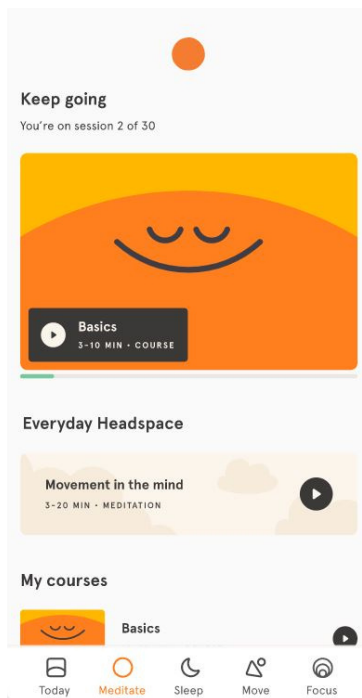 Keep going
You're on session 2 of 30
Basics
3-10 MIN • COURSE
Everyday Headspace
Movement in the mind
3-20 MIN • MEDITATION
My courses
Basics
Today
Meditate
Sleep
Move
Focus